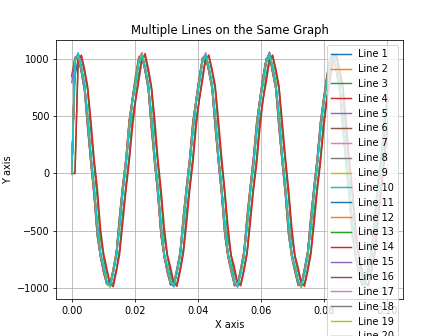 Multiple Lines on the Same Graph
Y axis
1000
500
0
−500
−1000
0.00
0.02
0.04
0.06
X axis
Line 1
Line 2
Line 3
Line 4
Line 5
Line 6
Line 7
Line 8
Line 9
Line 10
Line 11
Line 12
Line 13
Line 14
Line 15
Line 16
Line 17
Line 18
Line 19